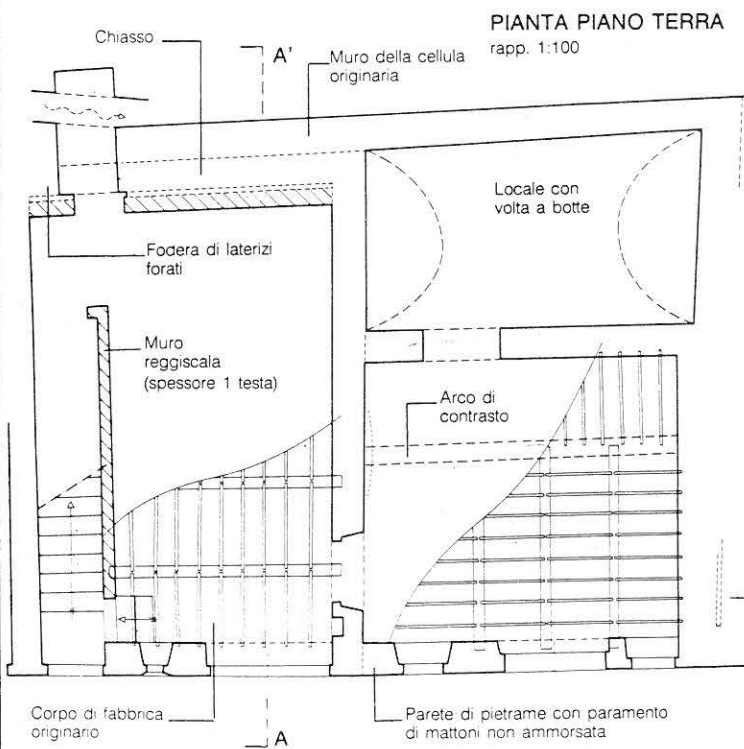 PIANTA PIANO TERRA
rapp. 1:100
Chiasso
A'
Muro della cellula
originaria
Locale con
volta a botte
Fodera di laterizi
forati
Muro
reggiscala
(spessore 1 testa)
Arco di
contrasto
Corpo di fabbrica
originario
A
Parete di pietrame con paramento
di mattoni non ammorsata